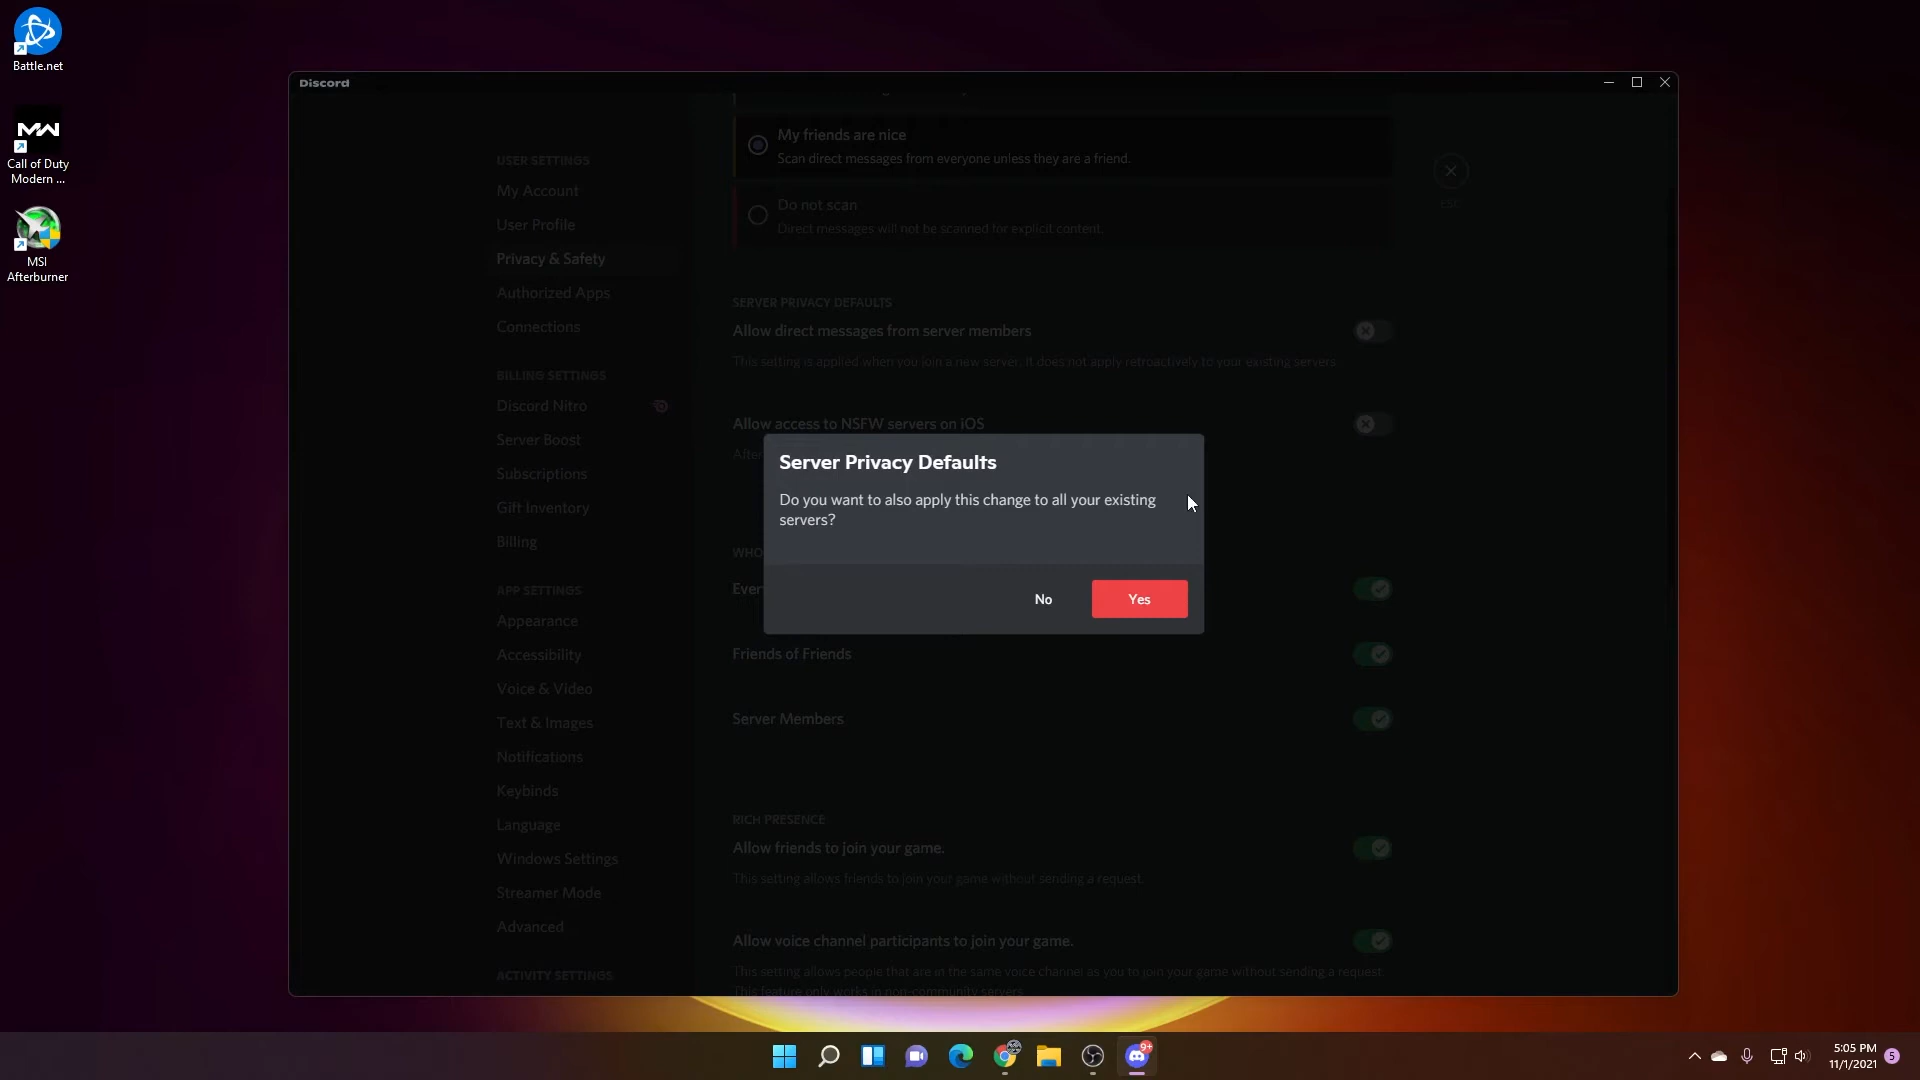 Battle.net
Call of Duty
Modern ...
MSI
Afterburner
Discord
USER SETTINGS
My Account
User Profile
Privacy & Safety
Authorized Apps
Connections
BILLING SETTINGS
Discord Nitro
Server Boost
Subscriptions
Gift Inventory
Billing
APP SETTINGS
Appearance
Accessibility
Voice & Video
Text & Images
Notifications
Keybinds
Language
Windows Settings
Streamer Mode
Advanced
ACTIVITY SETTINGS
My friends are nice
Scan direct messages from everyone unless they are a friend.
Do not scan
Direct messages will not be scanned for explicit content.
ESC
SERVER PRIVACY DEFAULTS
Allow direct messages from server members
This setting is applied when you join a new server. It does not apply retroactively to your existing servers.
Allow access to NSFW servers on iOS
After
Server Privacy Defaults
Do you want to also apply this change to all your existing
servers?
No
Yes
WHO
Ever
Friends of Friends
Server Members
RICH PRESENCE
Allow friends to join your game.
This setting allows friends to join your game without sending a request.
Allow voice channel participants to join your game.
This setting allows people that are in the same voice channel as you to join your game without sending a request.
This feature only works in non-community servers.
9+
5:05 PM
11/1/2021
5